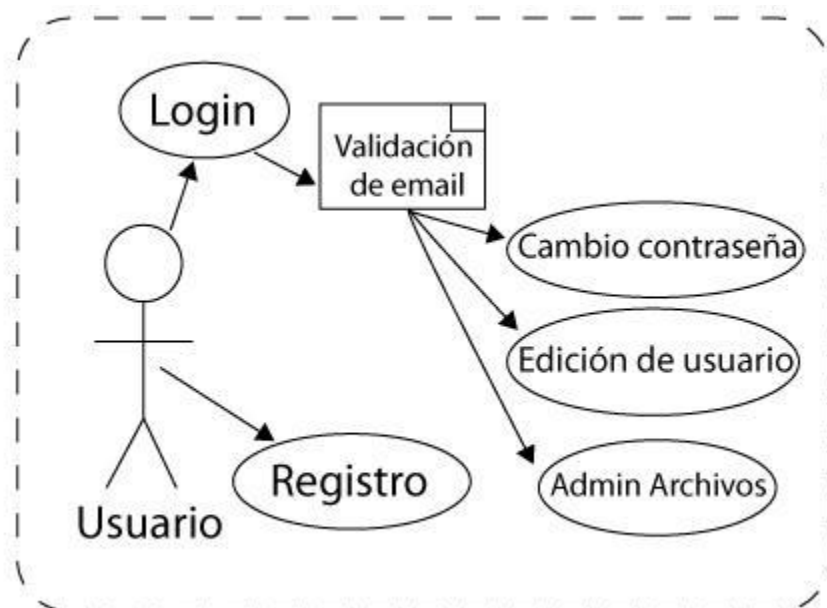 Login
Validación
de email
Cambio contraseña
Edición de usuario
Registro
Admin Archivos
Usuario